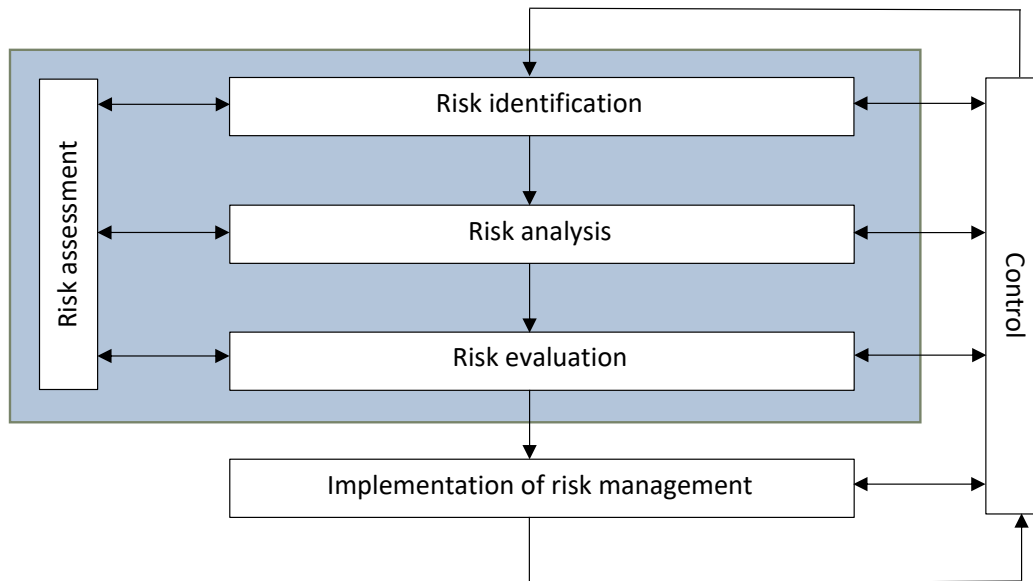 Risk identification
Risk assessment
Risk analysis
Control
Risk evaluation
Implementation of risk management